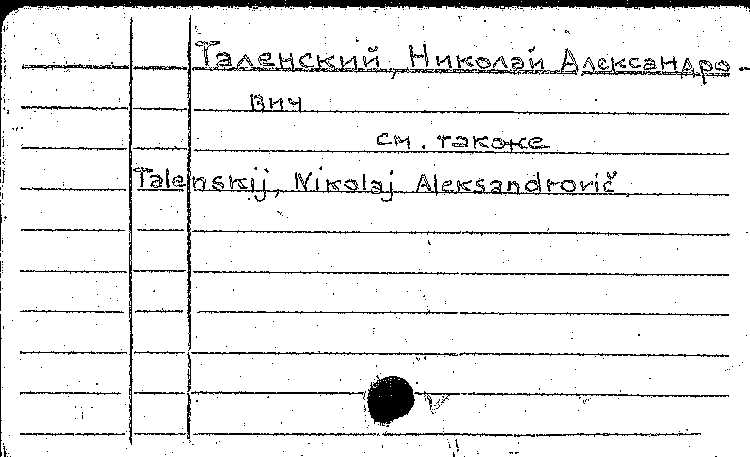 Таленский, Николай Александро-
вич
см. также
Talenskij, Nikolaj Aleksandrovič